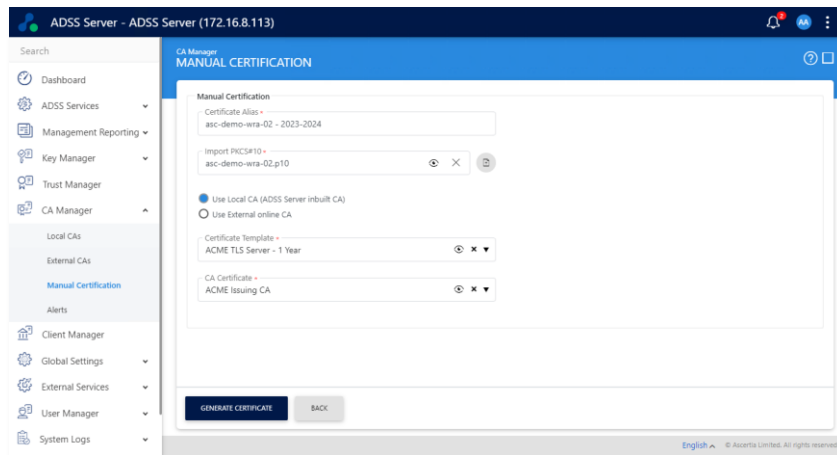 ADSS Server - ADSS Server (172.16.8.113)
2
AA
Search
Dashboard
ADSS Services
Management Reporting
Key Manager
Trust Manager
CA Manager
Local CAs
External CAs
Manual Certification
Alerts
Client Manager
Global Settings
External Services
User Manager
System Logs
CA Manager
MANUAL CERTIFICATION
Manual Certification
Certificate Alias *
asc-demo-wra-02 - 2023-2024
Import PKCS#10 *
asc-demo-wra-02.p10
Use Local CA (ADSS Server inbuilt CA)
Use External online CA
Certificate Template *
ACME TLS Server - 1 Year
CA Certificate *
ACME Issuing CA
GENERATE CERTIFICATE
BACK
English
© Ascertia Limited. All rights reserved